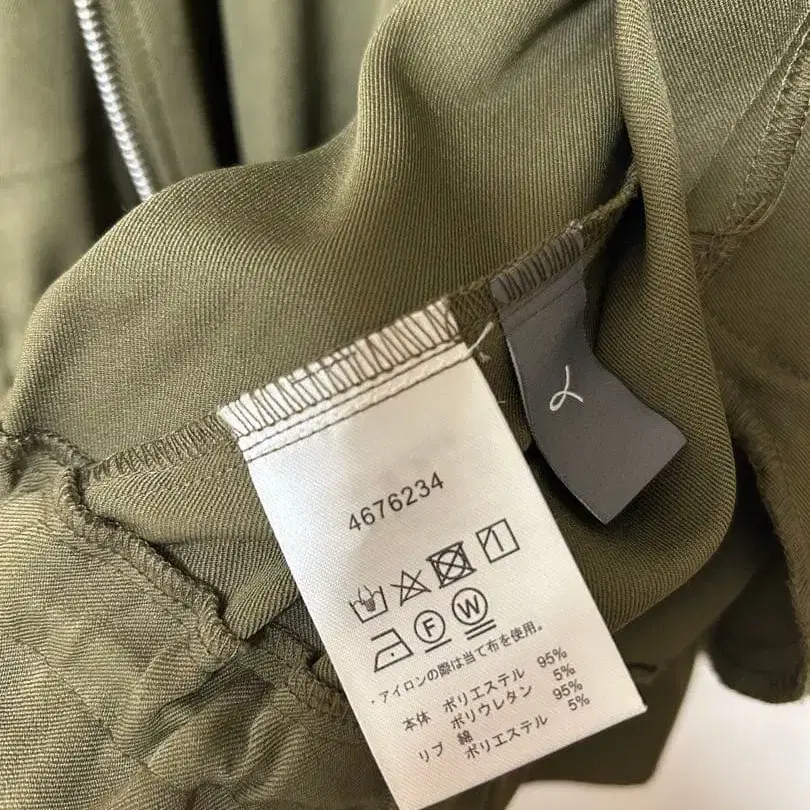 4676234
F W
・アイロンの際は当て布を使用。
本体 ポリエステル 95%
ポリウレタン 5%
リブ 綿 95%
ポリエステル 5%